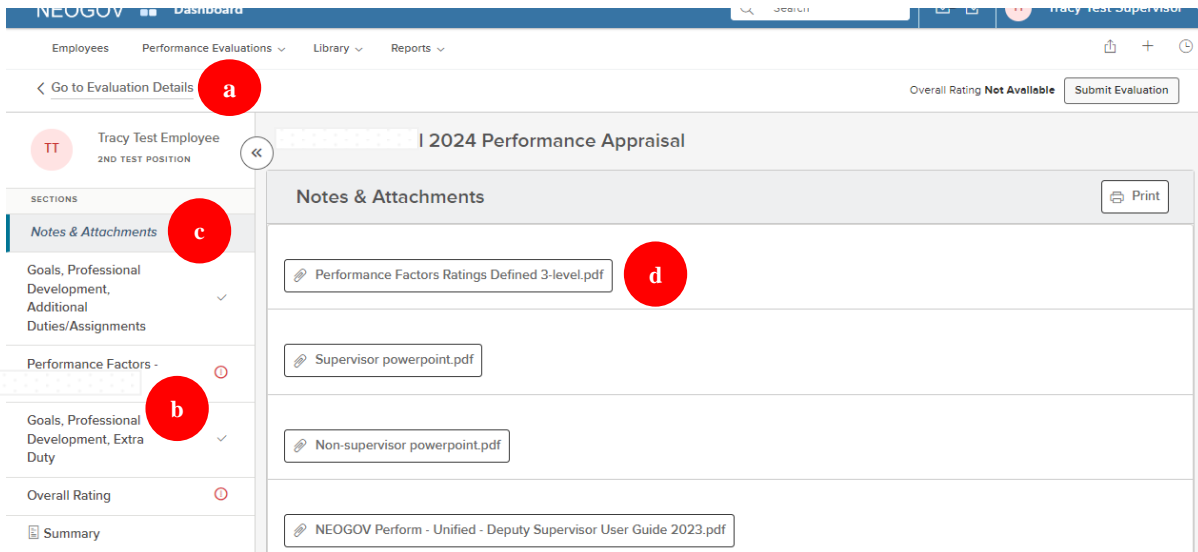 NEOGOV Dashboard Search TT Tracy Test Supervisor
Employees Performance Evaluations Library Reports
Go to Evaluation Details a Overall Rating Not Available Submit Evaluation
TT Tracy Test Employee
2ND TEST POSITION
«
SECTIONS
Notes & Attachments c
Goals, Professional
Development,
Additional
Duties/Assignments
Performance Factors -
b
Goals, Professional
Development, Extra
Duty
Overall Rating
Summary
2024 Performance Appraisal
Notes & Attachments Print
Performance Factors Ratings Defined 3-level.pdf d
Supervisor powerpoint.pdf
Non-supervisor powerpoint.pdf
NEOGOV Perform - Unified - Deputy Supervisor User Guide 2023.pdf